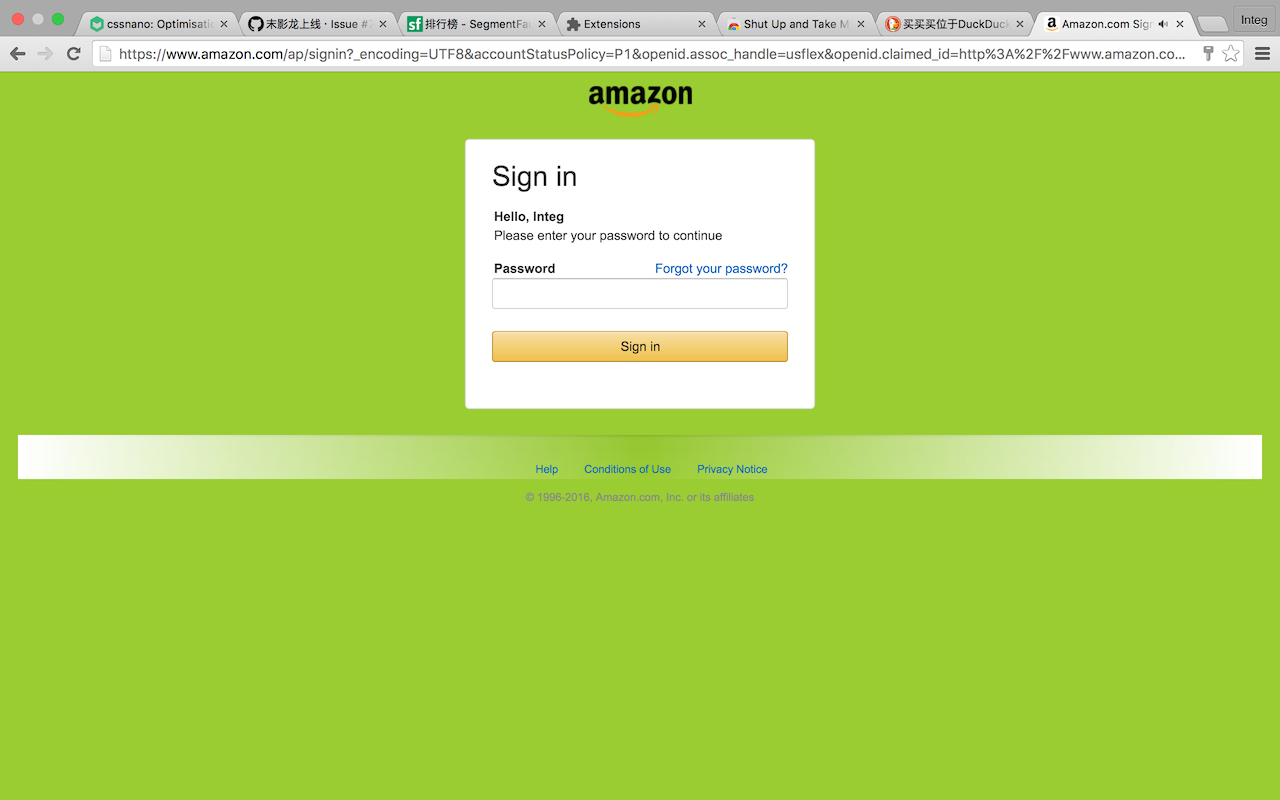 cssnano: Optimisati
末影龙上线 · Issue #
排行榜 - SegmentFa
Extensions
Shut Up and Take M
买买买位于DuckDuck
Amazon.com Sign
Integ
https://www.amazon.com/ap/signin?_encoding=UTF8&accountStatusPolicy=P1&openid.assoc_handle=usflex&openid.claimed_id=http%3A%2F%2Fwww.amazon.co...
amazon
Sign in
Hello, Integ
Please enter your password to continue
Password
Forgot your password?
Sign in
Help
Conditions of Use
Privacy Notice
© 1996-2016, Amazon.com, Inc. or its affiliates